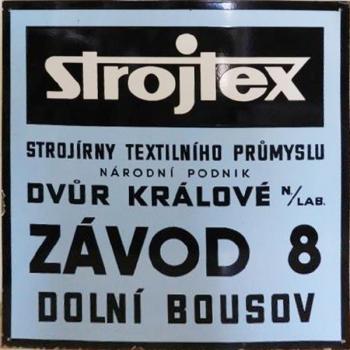 strojtex
STROJÍRNY TEXTILNÍHO PRŮMYSLU
NÁRODNÍ PODNIK
DVŮR KRÁLOVÉ N/LAB.
ZÁVOD 8
DOLNÍ BOUSOV